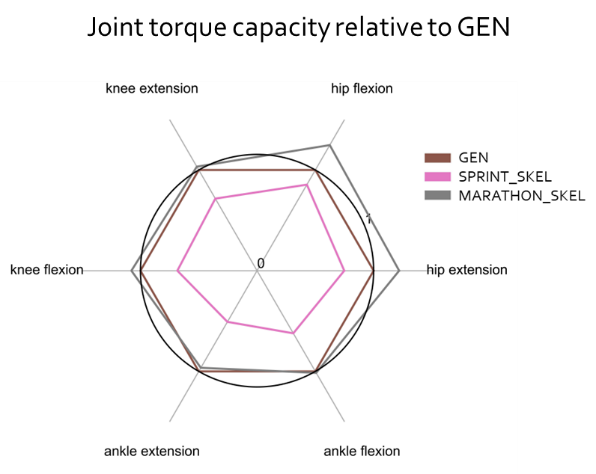 Joint torque capacity relative to GEN
knee extension
hip flexion
GEN
SPRINT_SKEL
MARATHON_SKEL
1
0
knee flexion
hip extension
ankle extension
ankle flexion